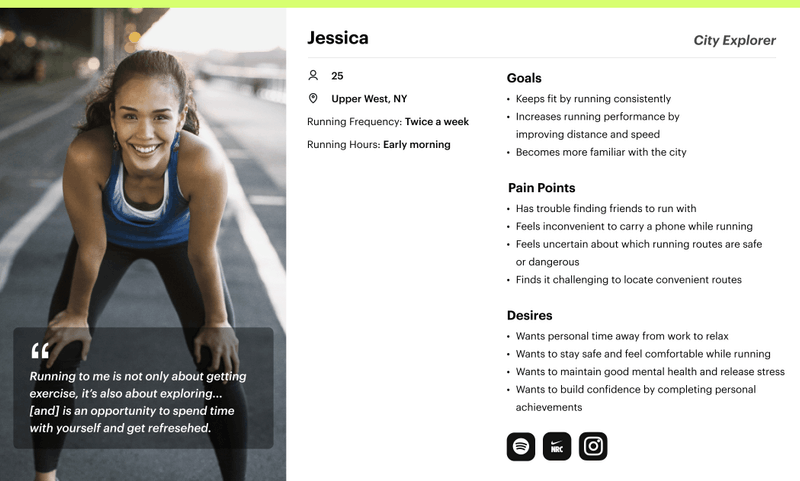 Jessica
City Explorer
25
Upper West, NY
Running Frequency: Twice a week
Running Hours: Early morning
Goals
• Keeps fit by running consistently
• Increases running performance by
improving distance and speed
• Becomes more familiar with the city
Pain Points
• Has trouble finding friends to run with
• Feels inconvenient to carry a phone while running
• Feels uncertain about which running routes are safe
or dangerous
• Finds it challenging to locate convenient routes
Desires
• Wants personal time away from work to relax
• Wants to stay safe and feel comfortable while running
• Wants to maintain good mental health and release stress
• Wants to build confidence by completing personal
achievements
NRC
“
Running to me is not only about getting
exercise, it's also about exploring...
[and] is an opportunity to spend time
with yourself and get refresehed.